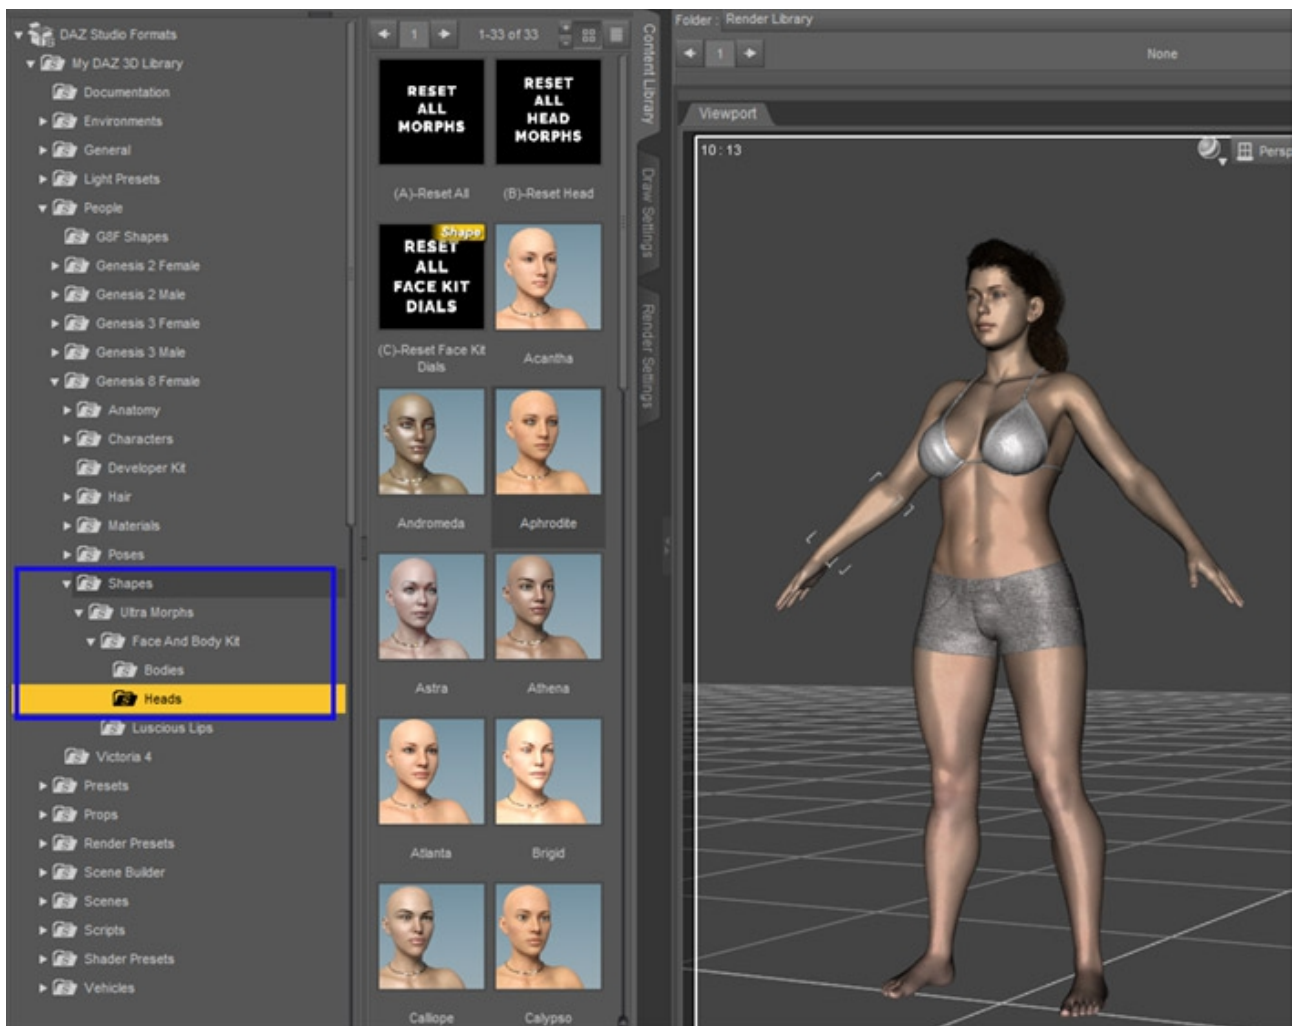 DAZ Studio Formats
My DAZ 3D Library
Documentation
Environments
General
Light Presets
People
G8F Shapes
Genesis 2 Female
Genesis 2 Male
Genesis 3 Female
Genesis 3 Male
Genesis 8 Female
Anatomy
Characters
Developer Kit
Hair
Materials
Poses
Shapes
Ultra Morphs
Face And Body Kit
Bodies
Heads
Luscious Lips
Victoria 4
Presets
Props
Render Presets
Scene Builder
Scenes
Scripts
Shader Presets
Vehicles
1
1-33 of 33
RESET
ALL
MORPHS
(A)-Reset All
RESET
ALL
HEAD
MORPHS
(B)-Reset Head
Shape
RESET
ALL
FACE KIT
DIALS
(C)-Reset Face Kit
Dials
Acantha
Andromeda
Aphrodite
Astra
Athena
Atlanta
Brigid
Calliope
Calypso
Content Library
Draw Settings
Render Settings
Folder : Render Library
1
None
Viewport
10 : 13
Persp